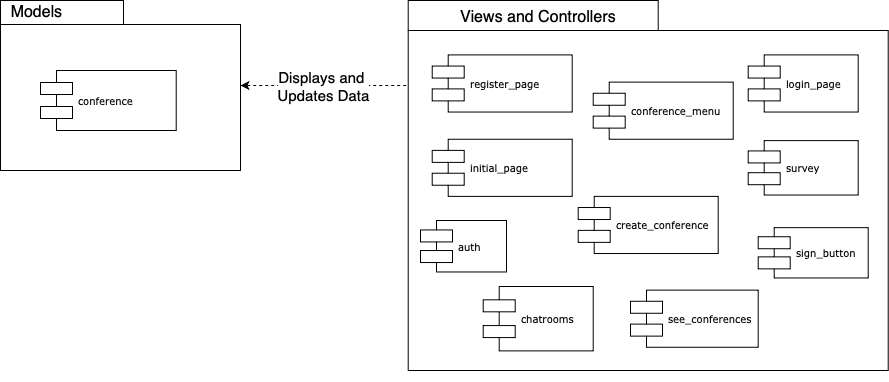 Models
Views and Controllers
conference
Displays and
Updates Data
register_page
conference_menu
login_page
initial_page
survey
create_conference
auth
sign_button
chatrooms
see_conferences